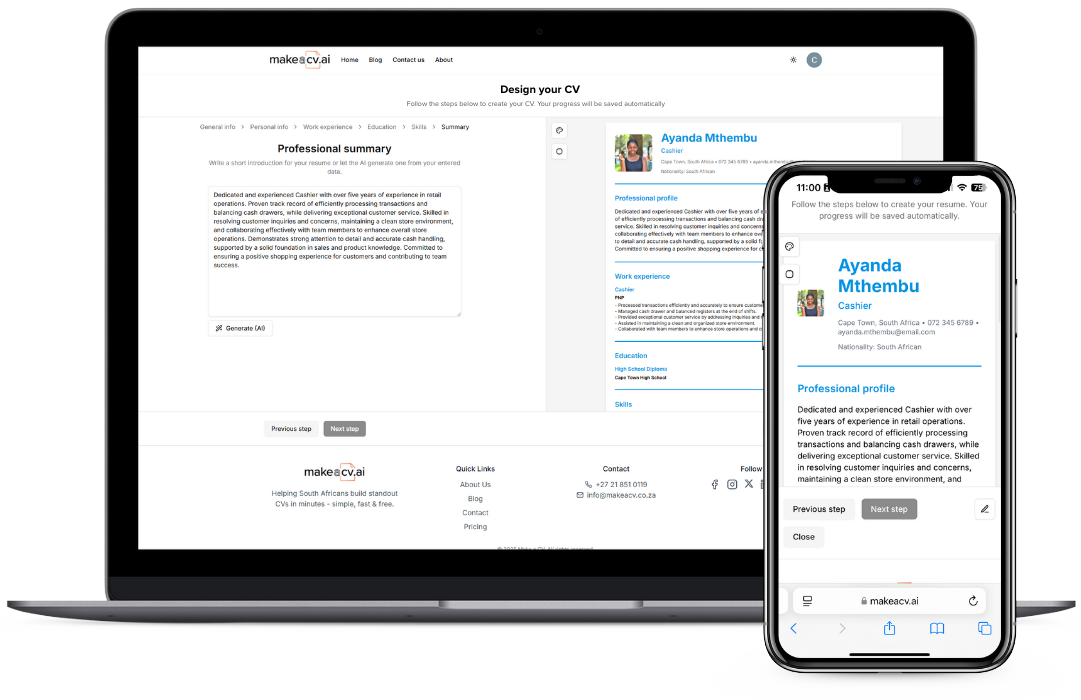 makeacv.ai Home Blog Contact us About C
Design your CV
Follow the steps below to create your CV. Your progress will be saved automatically
General info > Personal info > Work experience > Education > Skills > Summary
Professional summary
Write a short introduction for your resume or let the AI generate one from your entered
data.
Dedicated and experienced Cashier with over five years of experience in retail
operations. Proven track record of efficiently processing transactions and
balancing cash drawers, while delivering exceptional customer service. Skilled in
resolving customer inquiries and concerns, maintaining a clean store environment,
and collaborating effectively with team members to enhance overall store
operations. Demonstrates strong attention to detail and accurate cash handling,
supported by a solid foundation in sales and product knowledge. Committed to
ensuring a positive shopping experience for customers and contributing to team
success.
Generate (AI)
Ayanda Mthembu
Cashier
Cape Town, South Africa • 072 345 6789 • ayanda.mthembu
Nationality: South African
Professional profile
Dedicated and experienced Cashier with over five years of
of efficiently processing transactions and balancing cash
service. Skilled in resolving customer inquiries and concerns
collaborating effectively with team members to enhance
to detail and accurate cash handling, supported by a solid
Committed to ensuring a positive shopping experience for
Work experience
Cashier
PNP
- Processed transactions efficiently and accurately to ensure
- Managed cash drawer and balanced registers at the end of shifts.
- Provided exceptional customer service by addressing inquiries and
- Assisted in maintaining a clean and organized store environment.
- Collaborated with team members to enhance store operations and
Education
High School Diploma
Cape Town High School
Skills
Previous step Next step
makeacv.ai
Helping South Africans build standout
CVs in minutes - simple, fast & free.
Quick Links
About Us
Blog
Contact
Pricing
Contact
+27 21 851 0119
info@makeacv.co.za
Follow
11:00 75
Follow the steps below to create your resume. Your
progress will be saved automatically.
Ayanda
Mthembu
Cashier
Cape Town, South Africa • 072 345 6789 •
ayanda.mthembu@email.com
Nationality: South African
Professional profile
Dedicated and experienced Cashier with over
five years of experience in retail operations.
Proven track record of efficiently processing
transactions and balancing cash drawers, while
delivering exceptional customer service. Skilled
in resolving customer inquiries and concerns,
maintaining a clean store environment, and
Previous step Next step
Close
makeacv.ai